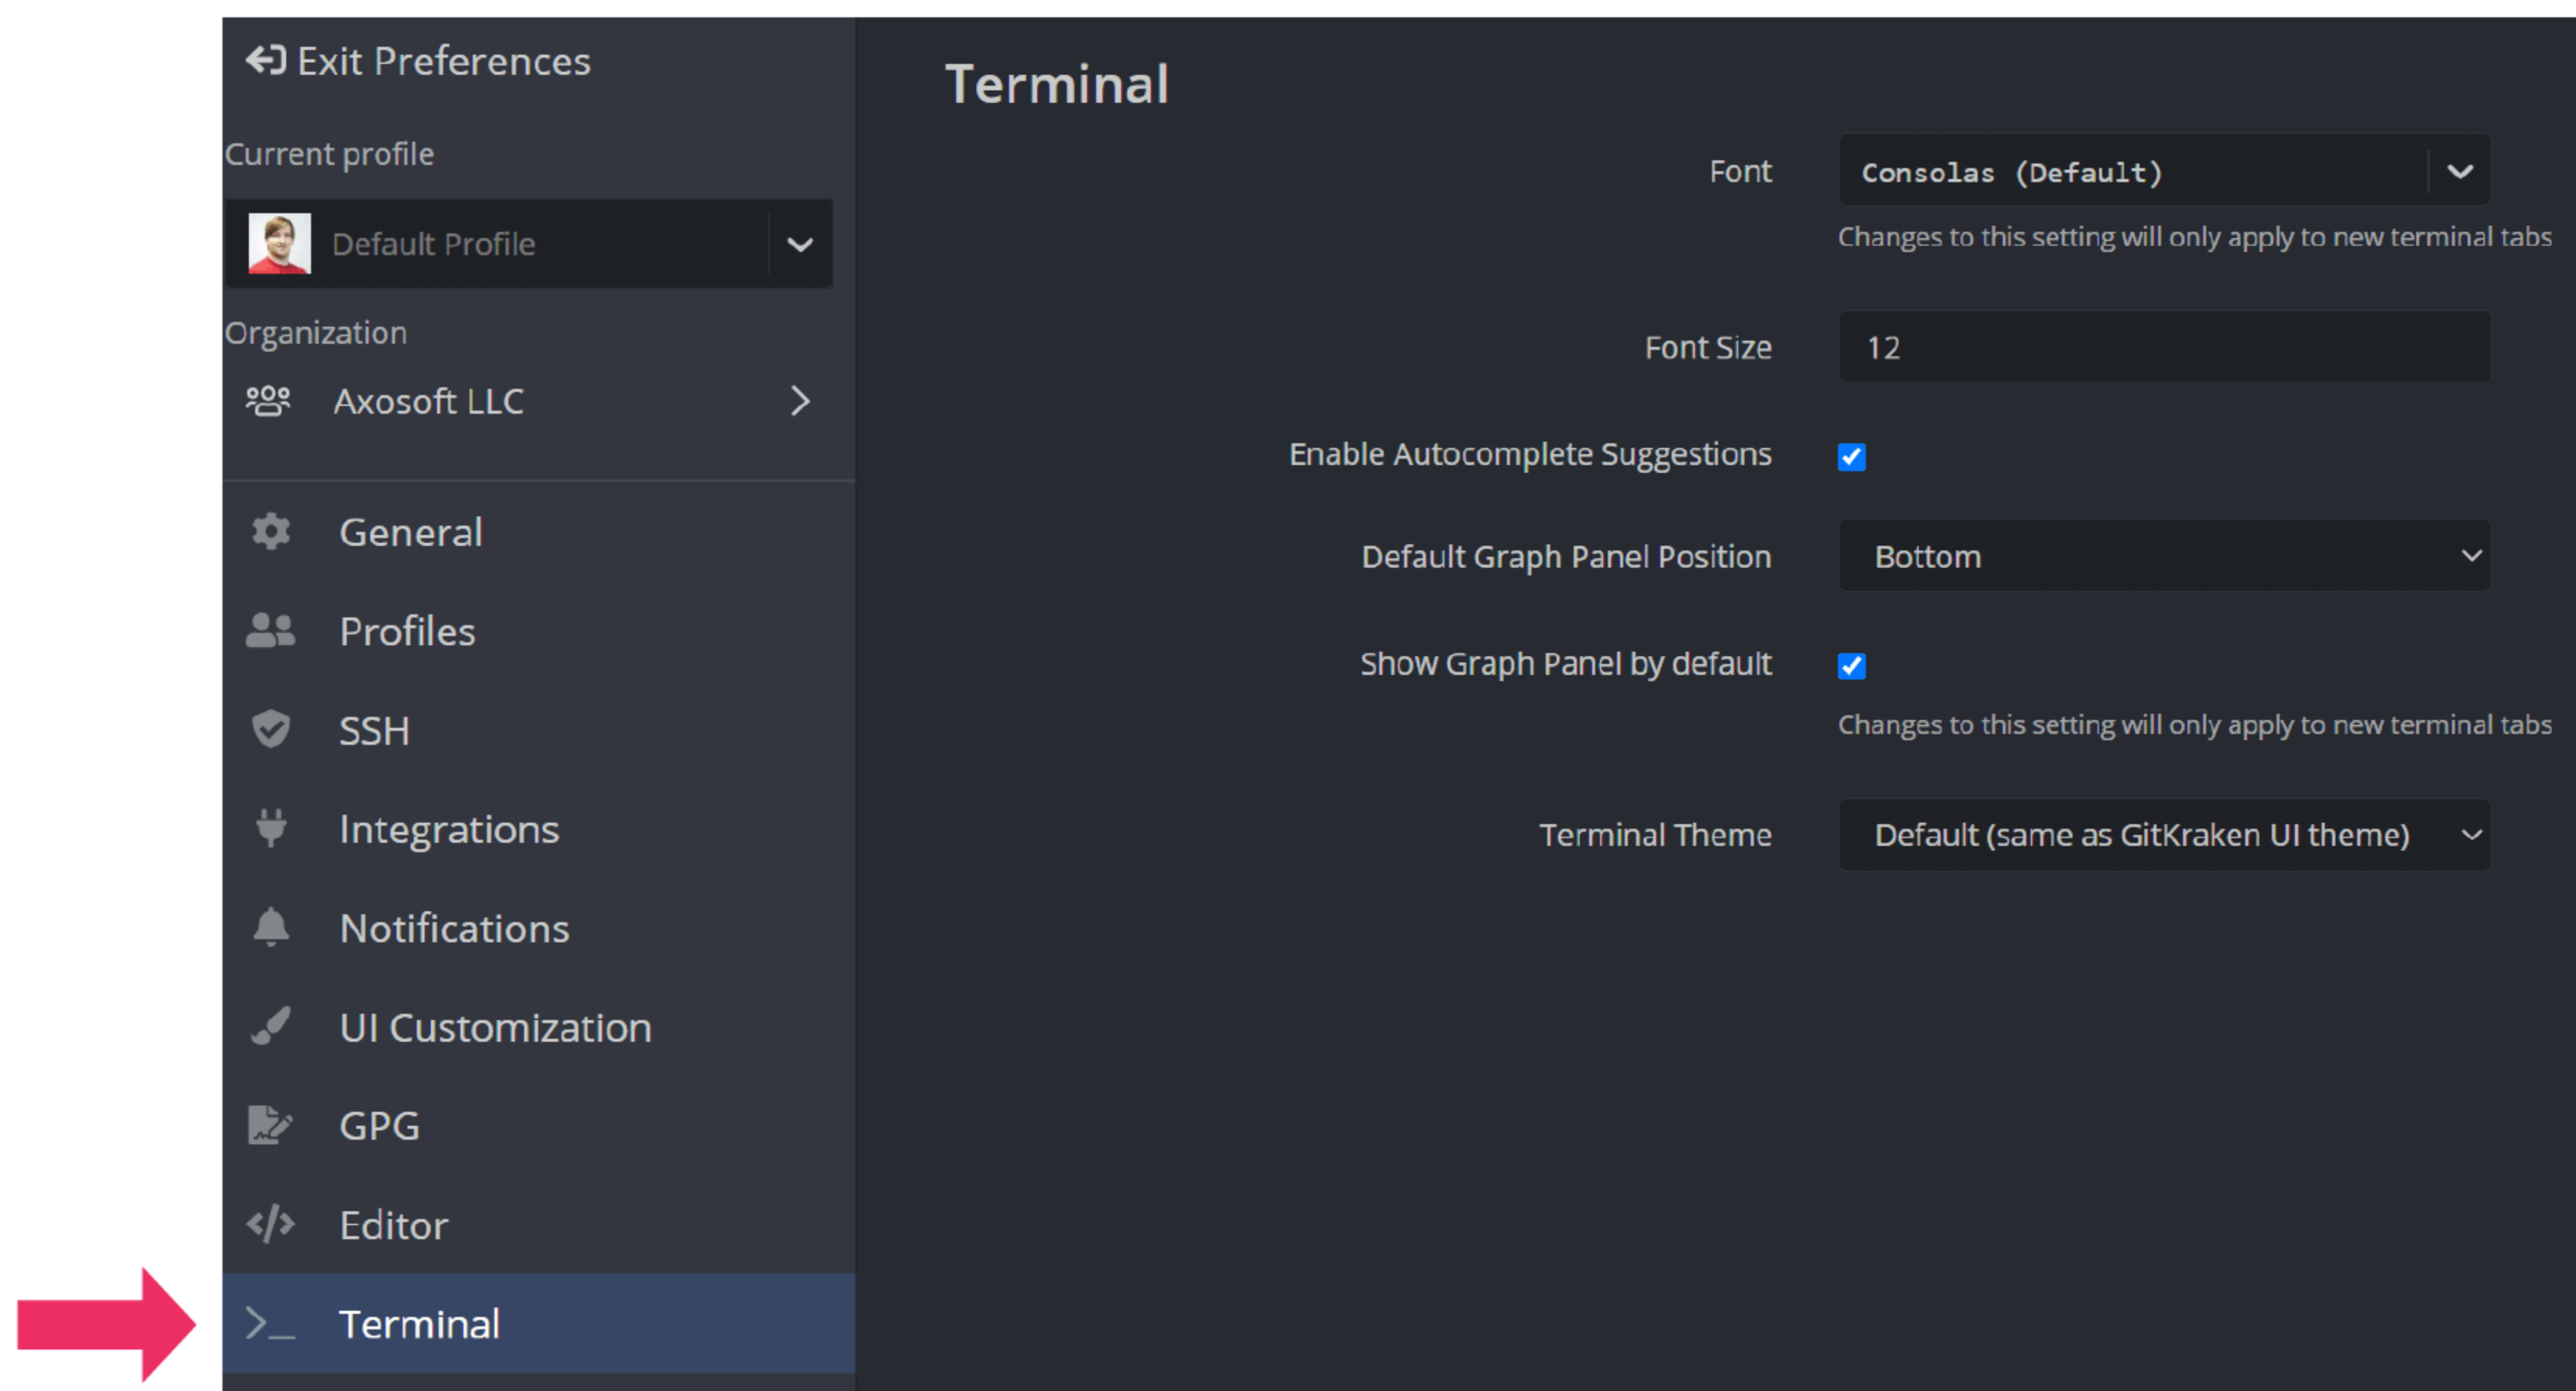 Exit Preferences
Current profile
Default Profile
Organization
Axosoft LLC
General
Profiles
SSH
Integrations
Notifications
UI Customization
GPG
Editor
Terminal
Terminal
Font
Consolas (Default)
Changes to this setting will only apply to new terminal tabs
Font Size
12
Enable Autocomplete Suggestions
Default Graph Panel Position
Bottom
Show Graph Panel by default
Changes to this setting will only apply to new terminal tabs
Terminal Theme
Default (same as GitKraken UI theme)